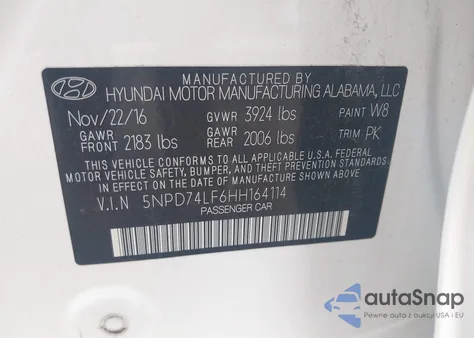 MANUFACTURED BY
HYUNDAI MOTOR MANUFACTURING ALABAMA, LLC
Nov/22/16 GVWR 3924 lbs PAINT W8
GAWR FRONT 2183 lbs GAWR REAR 2006 lbs TRIM PK
THIS VEHICLE CONFORMS TO ALL APPLICABLE U.S. FEDERAL
MOTOR VEHICLE SAFETY, BUMPER, AND THEFT PREVENTION STANDARDS
IN EFFECT ON THE DATE OF MANUFACTURE SHOWN ABOVE.
V.I.N 5NPD74LF6HH164114
PASSENGER CAR
autoSnap
Pewne auta z USA i EU